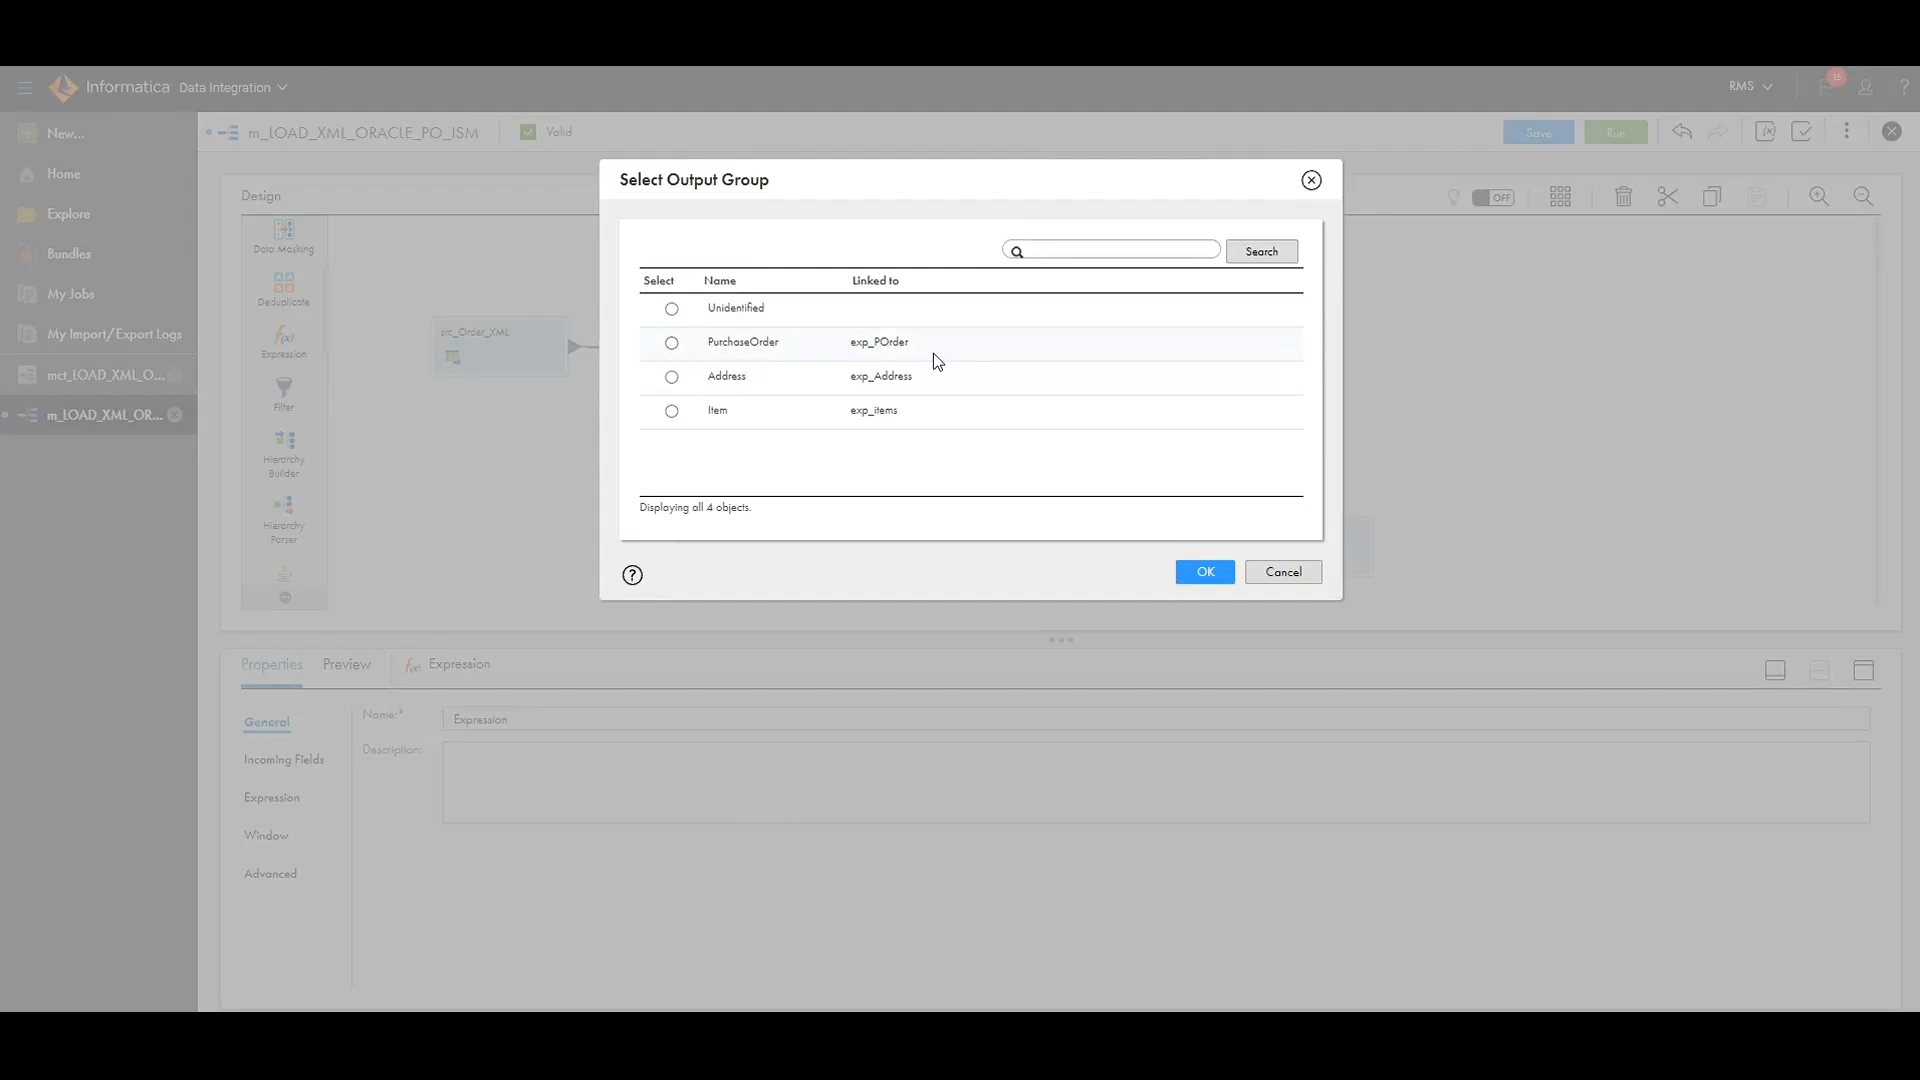 Informatica Data Integration
RMS
15
?
New...
Home
Explore
Bundles
My Jobs
My Import/Export Logs
mct_LOAD_XML_O...
m_LOAD_XML_OR...
m_LOAD_XML_ORACLE_PO_ISM
Valid
Save
Run
Design
OFF
Data Masking
Deduplicate
f(x)
Expression
Filter
Hierarchy
Builder
Hierarchy
Parser
src_Order_XML
Select Output Group
Search
Select Name Linked to
Unidentified
PurchaseOrder exp_POrder
Address exp_Address
Item exp_items
Displaying all 4 objects.
?
OK
Cancel
Properties
Preview
f(x) Expression
General
Incoming Fields
Expression
Window
Advanced
Name:*
Expression
Description: